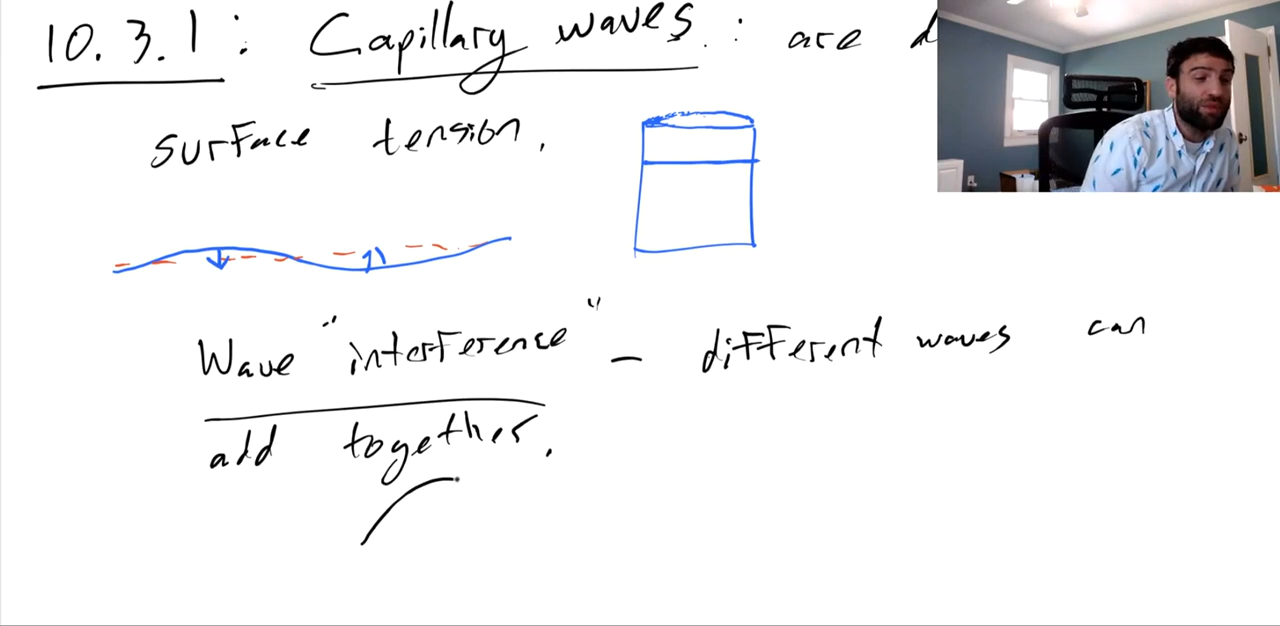 10.3.1: Capillary waves: are d
surface tension.
Wave "interference" – different waves can
add together.